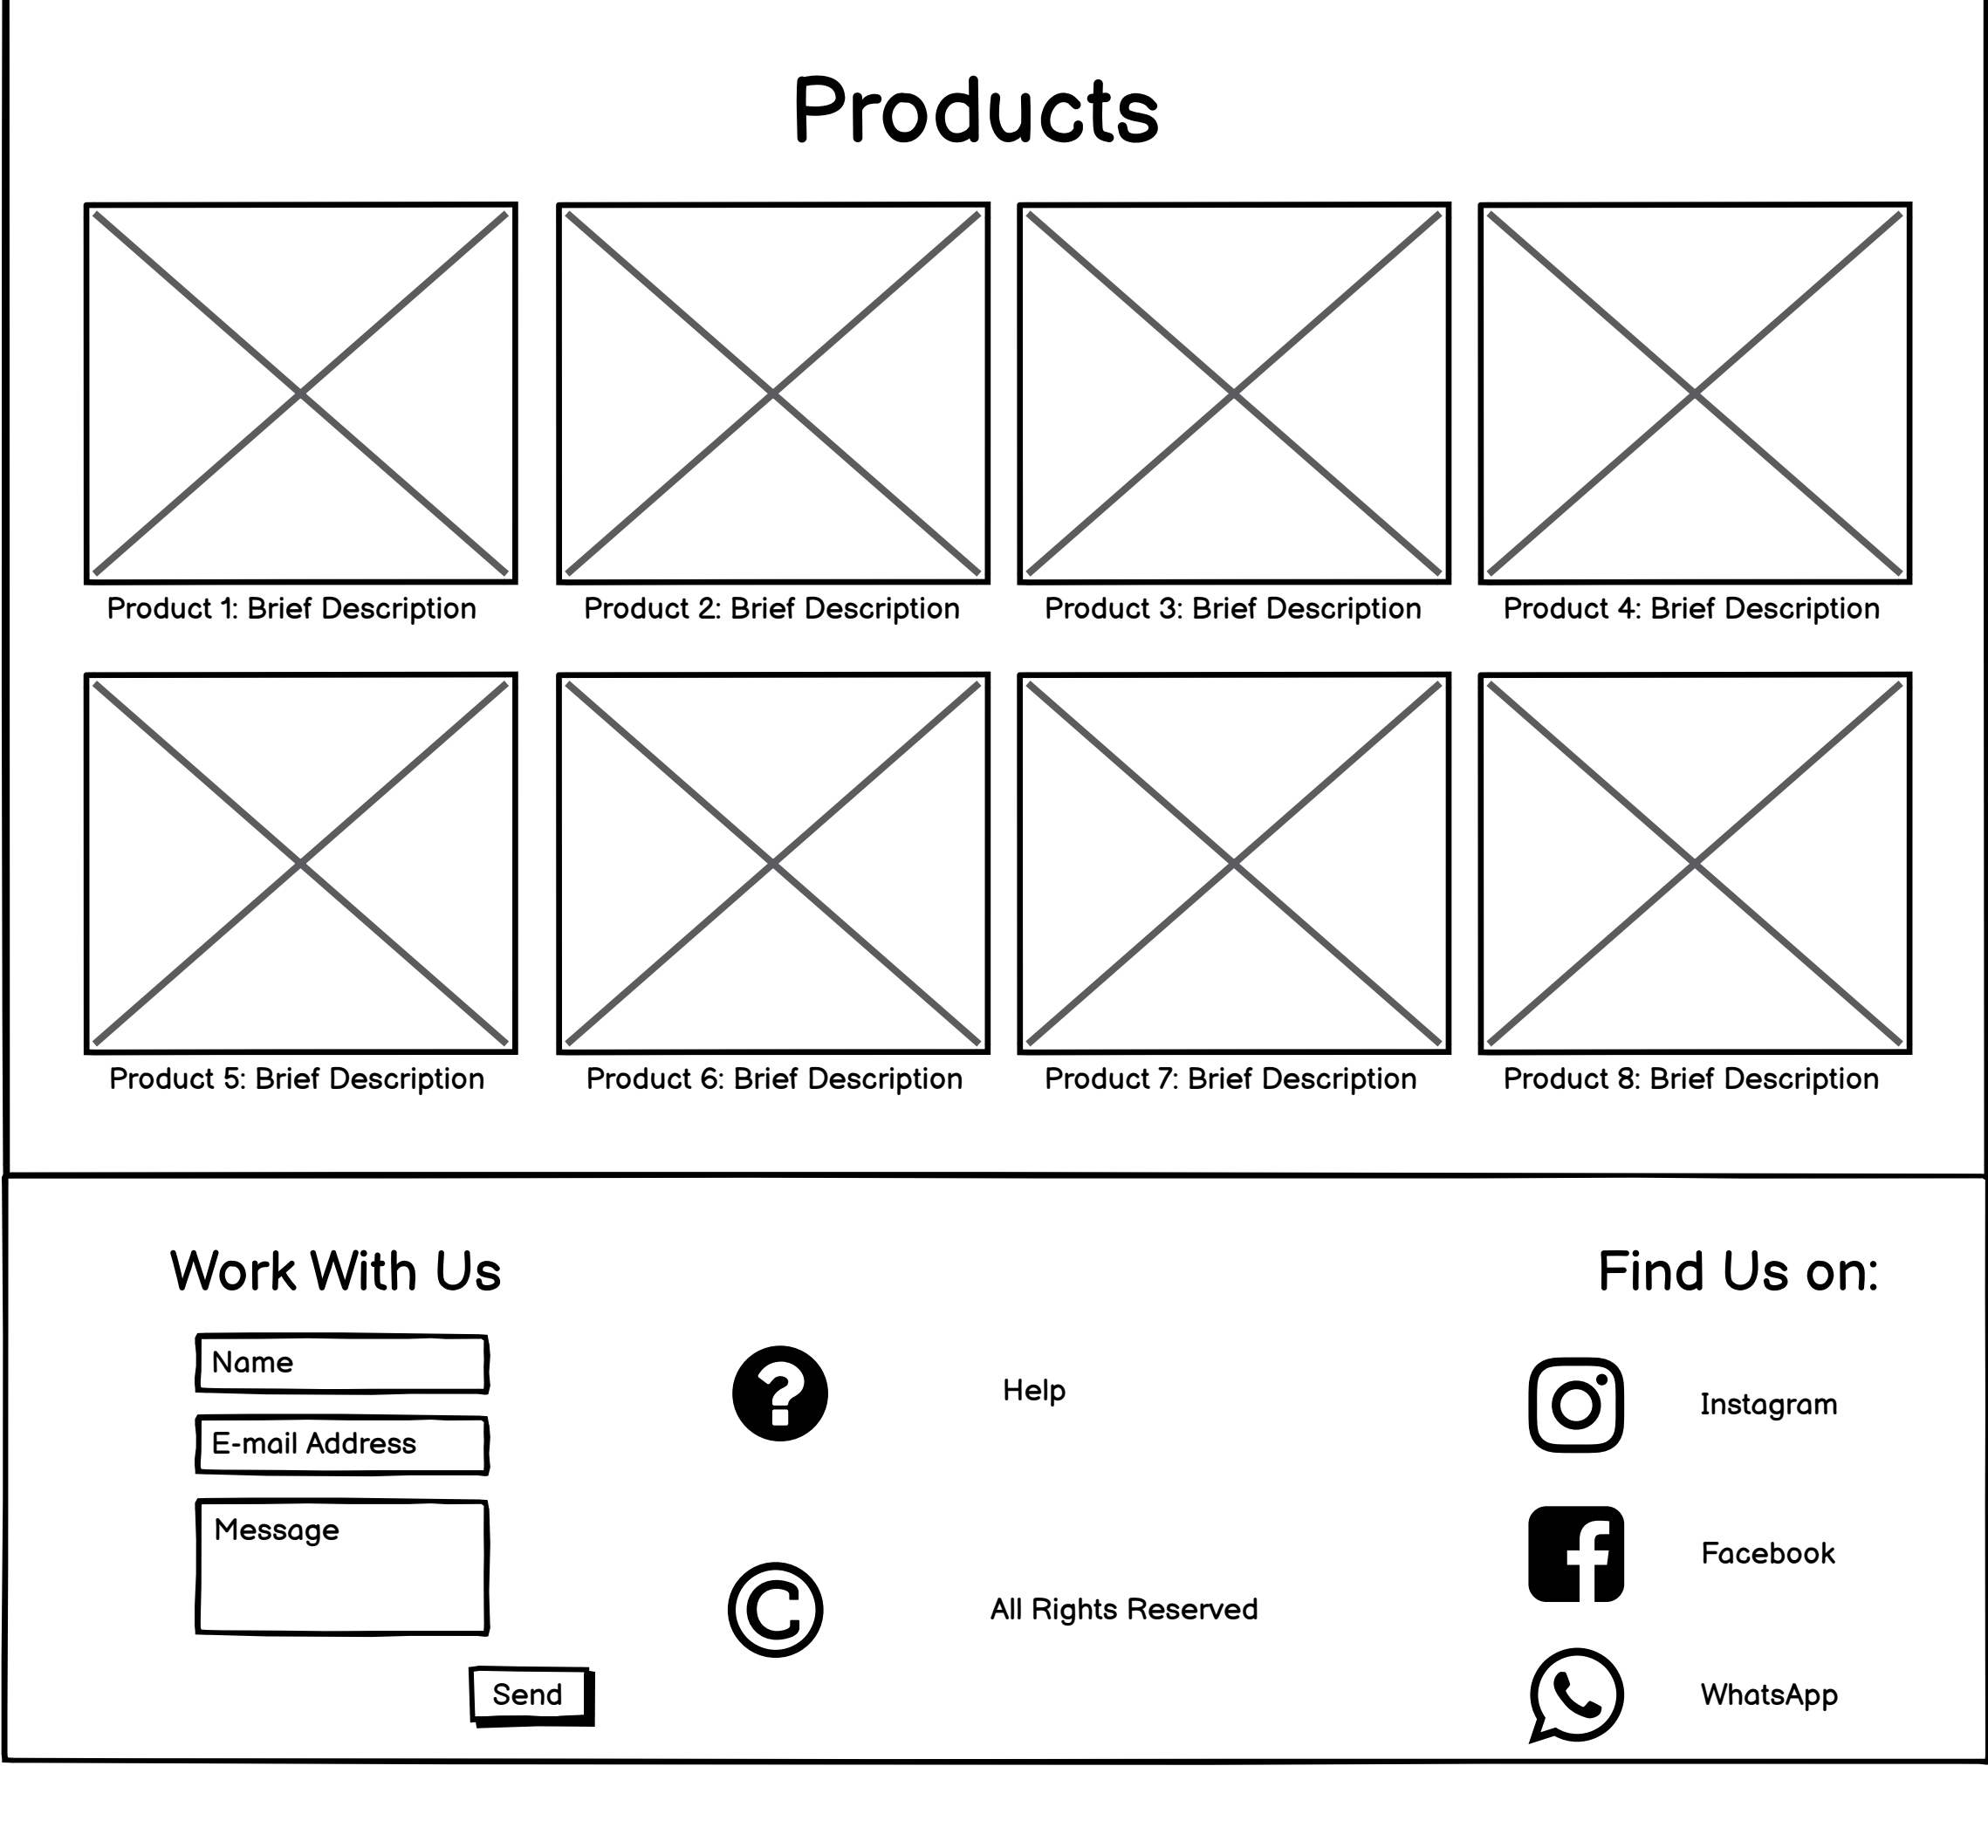 Products
Product 1: Brief Description
Product 2: Brief Description
Product 3: Brief Description
Product 4: Brief Description
Product 5: Brief Description
Product 6: Brief Description
Product 7: Brief Description
Product 8: Brief Description
Work With Us
Name
E-mail Address
Message
Send
?
Help
©
All Rights Reserved
Find Us on:
Instagram
f
Facebook
WhatsApp